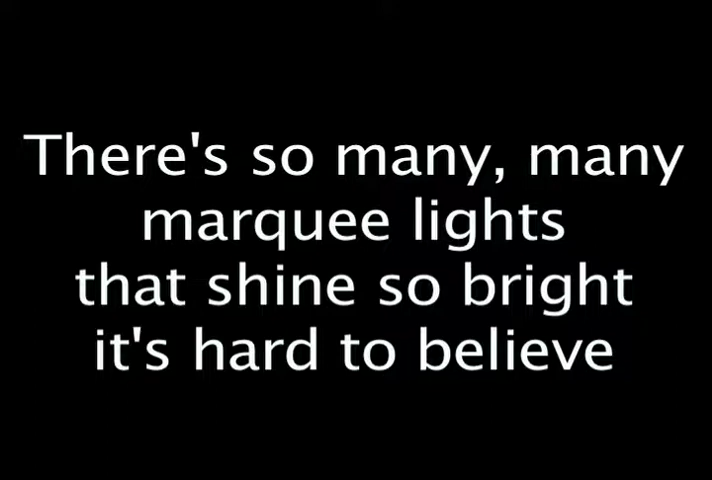 There's so many, many
marquee lights
that shine so bright
it's hard to believe